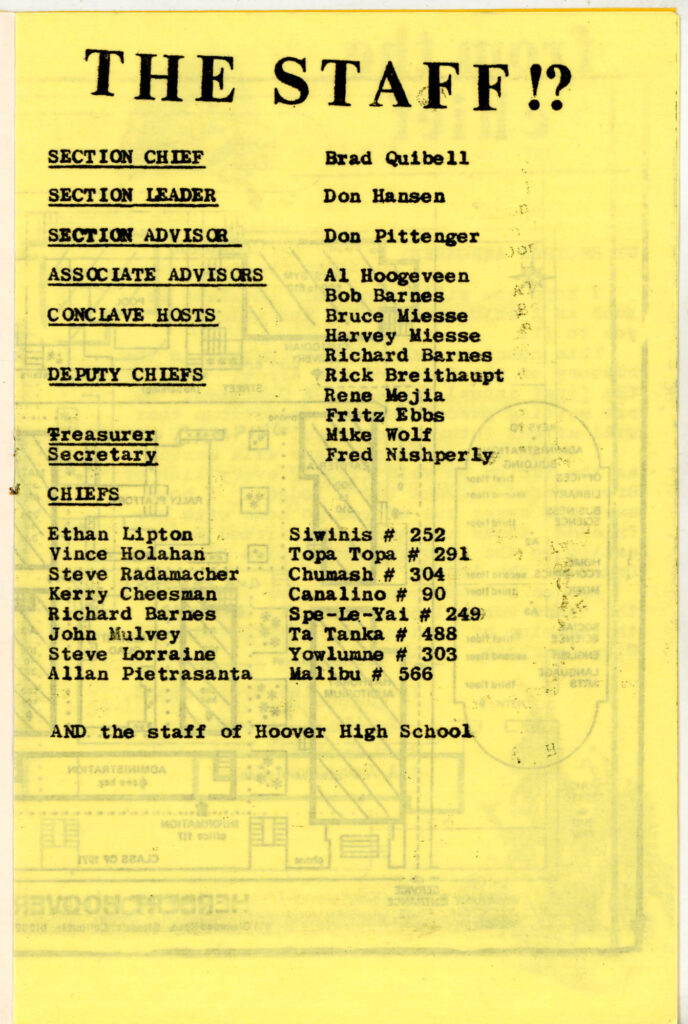 THE STAFF!?
SECTION CHIEF Brad Quibell
SECTION LEADER Don Hansen
SECTION ADVISOR Don Pittenger
ASSOCIATE ADVISORS Al Hoogeveen
Bob Barnes
CONCLAVE HOSTS Bruce Miesse
Harvey Miesse
Richard Barnes
DEPUTY CHIEFS Rick Breithaupt
Rene Mejia
Fritz Ebbs
Treasurer Mike Wolf
Secretary Fred Nishperly
CHIEFS
Ethan Lipton Siwinis # 252
Vince Holahan Topa Topa # 291
Steve Radamacher Chumash # 304
Kerry Cheesman Canalino # 90
Richard Barnes Spe-Le-Yai # 249
John Mulvey Ta Tanka # 488
Steve Lorraine Yowlumne # 303
Allan Pietrasanta Malibu # 566
AND the staff of Hoover High School